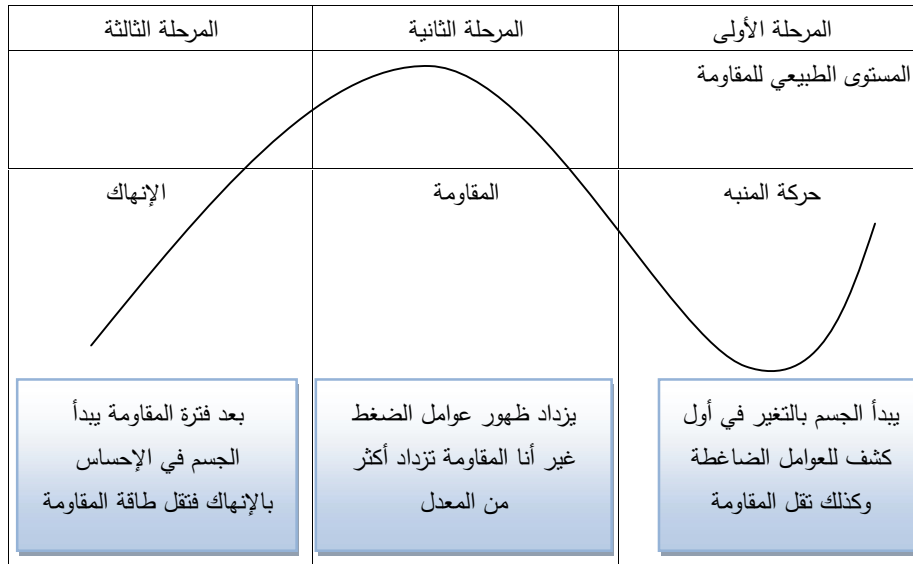 المرحلة الأولى
المرحلة الثانية
المرحلة الثالثة
المستوى الطبيعي للمقاومة
حركة المنبه
المقاومة
الإنهاك
يبدأ الجسم بالتغير في أول
كشف للعوامل الضاغطة
وكذلك تقل المقاومة
يزداد ظهور عوامل الضغط
غير أنا المقاومة تزداد أكثر
من المعدل
بعد فترة المقاومة يبدأ
الجسم في الإحساس
بالإنهاك فتقل طاقة المقاومة